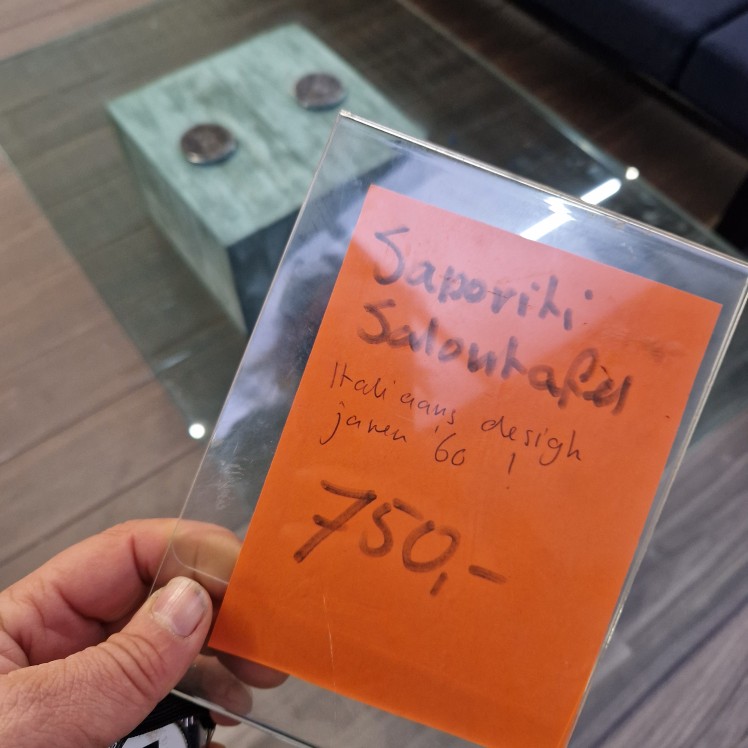 Saporiti
Salontafel
Italiaans design
jaren '60 !
750,-